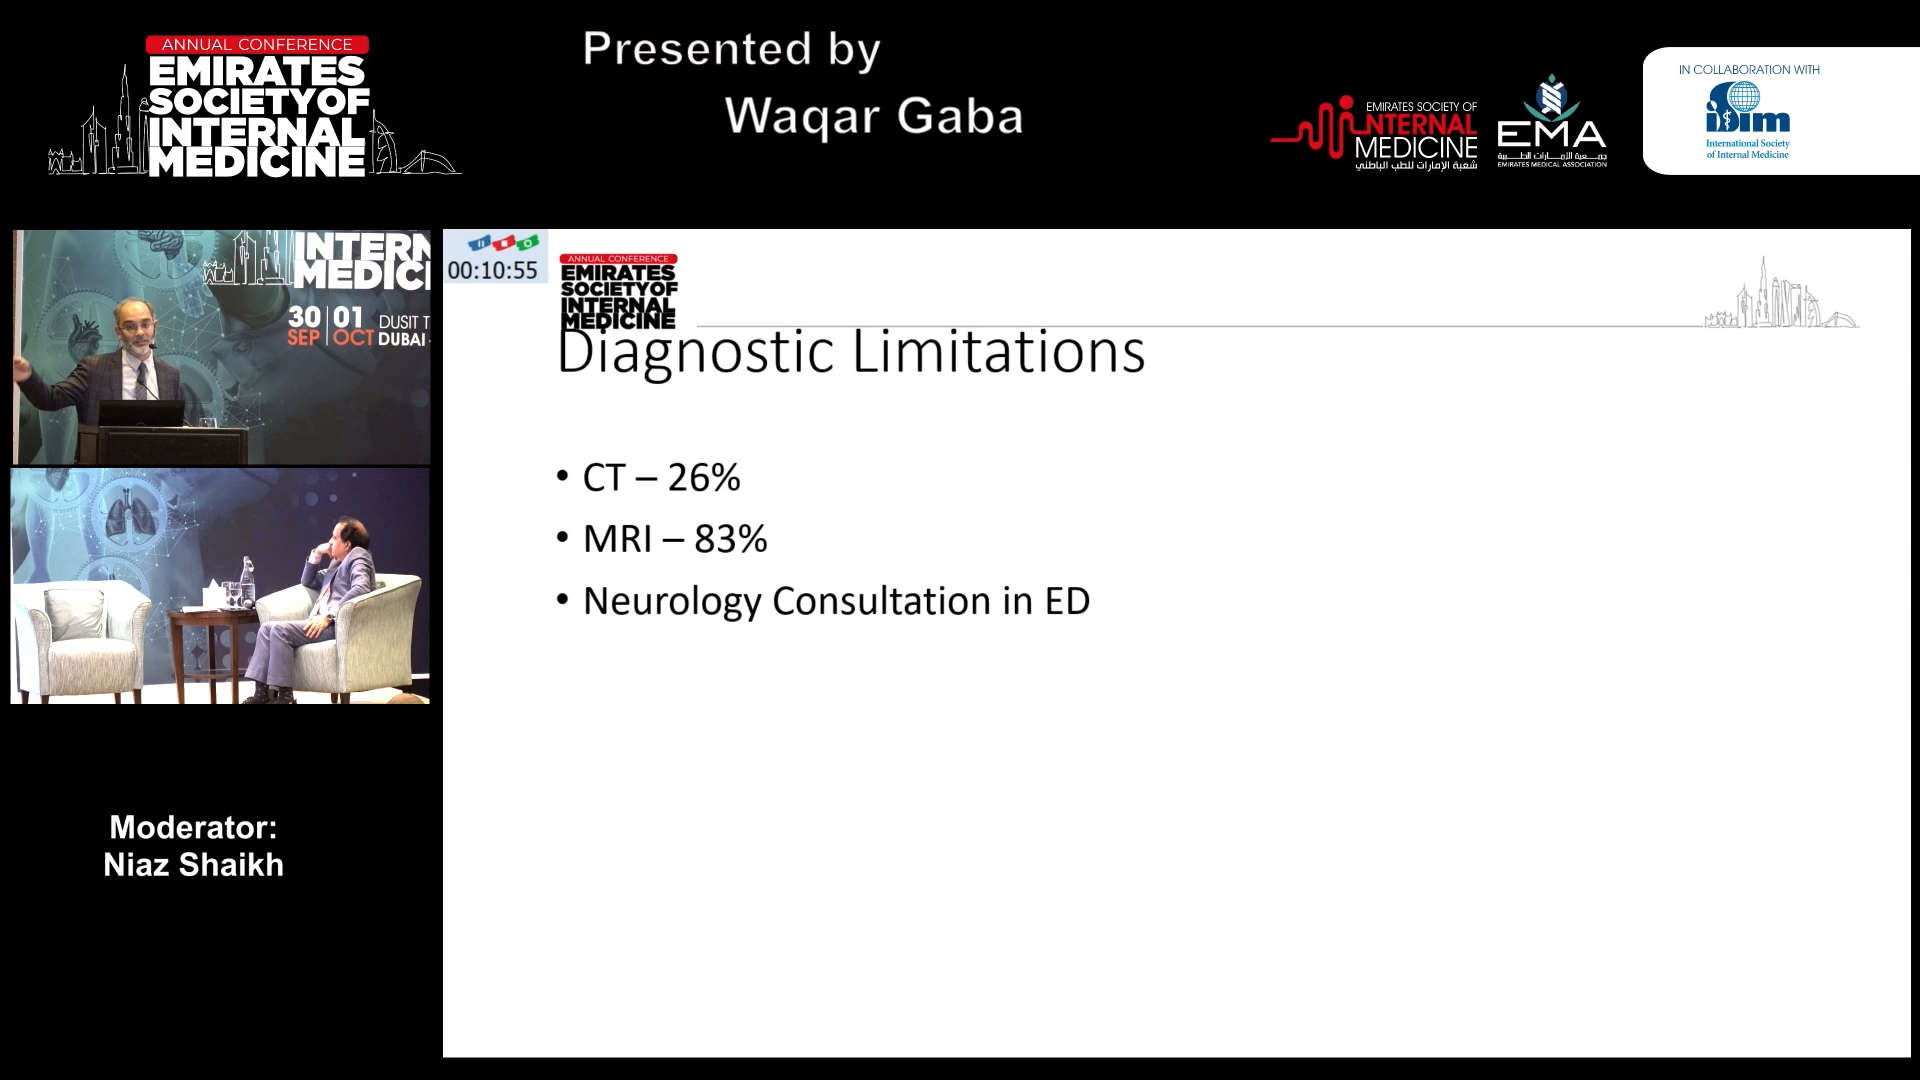 ANNUAL CONFERENCE
EMIRATES
SOCIETY OF
INTERNAL
MEDICINE
Presented by
Waqar Gaba
EMIRATES SOCIETY OF
INTERNAL
MEDICINE
شعبة الإمارات للطب الباطني
EMA
جمعية الإمارات الطبية
EMIRATES MEDICAL ASSOCIATION
IN COLLABORATION WITH
isim
International Society
of Internal Medicine
INTERN
MEDICI
30 01
SEP OCT
DUSIT T
DUBAI
00:10:55
ANNUAL CONFERENCE
EMIRATES
SOCIETY OF
INTERNAL
MEDICINE
Diagnostic Limitations
• CT – 26%
• MRI – 83%
• Neurology Consultation in ED
Moderator:
Niaz Shaikh